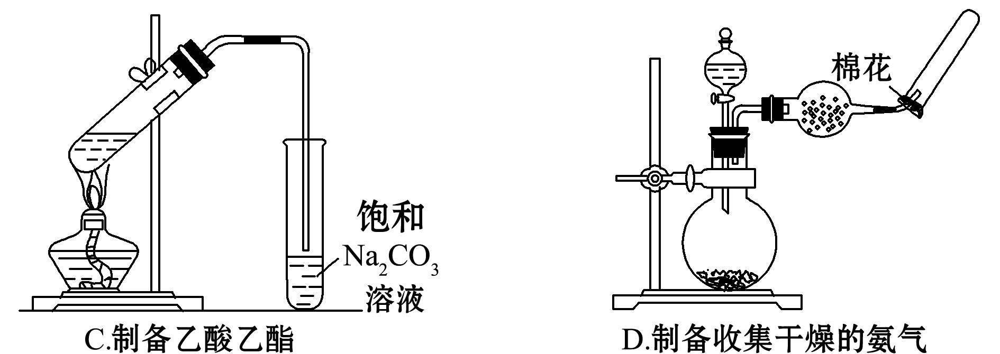 棉花
饱和
Na₂CO₃
溶液
C.制备乙酸乙酯
D.制备收集干燥的氨气